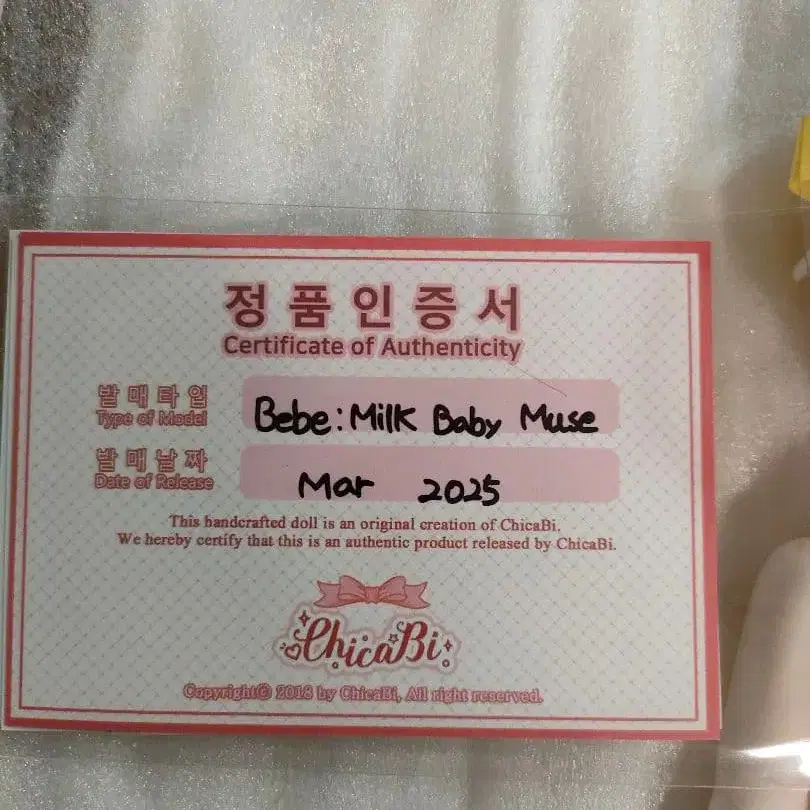 정품인증서
Certificate of Authenticity
발매타입
Type of Model
Bebe: Milk Baby Muse
발매날짜
Date of Release
Mar 2025
This handcrafted doll is an original creation of ChicaBi.
We hereby certify that this is an authentic product released by ChicaBi.
ChicaBi
Copyright© 2018 by ChicaBi, All right reserved.